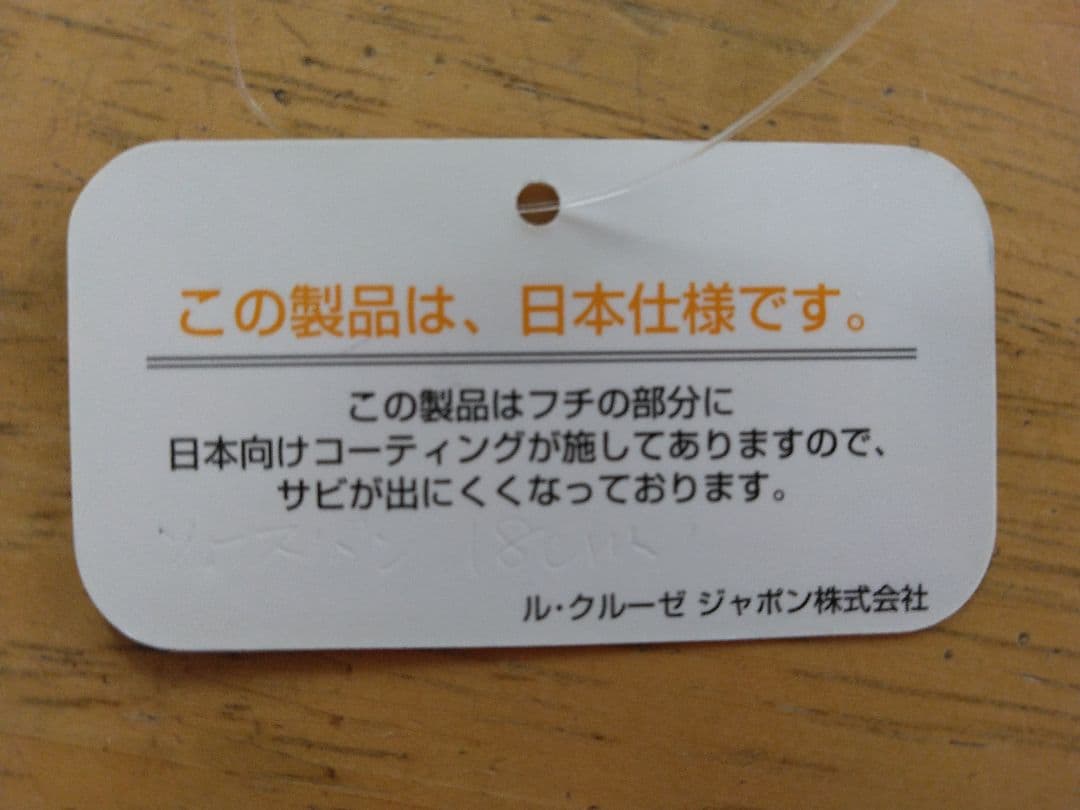 この製品は、日本仕様です。
この製品はフチの部分に
日本向けコーティングが施してありますので、
サビが出にくくなっております。
18cm
ル・クルーゼ ジャポン株式会社